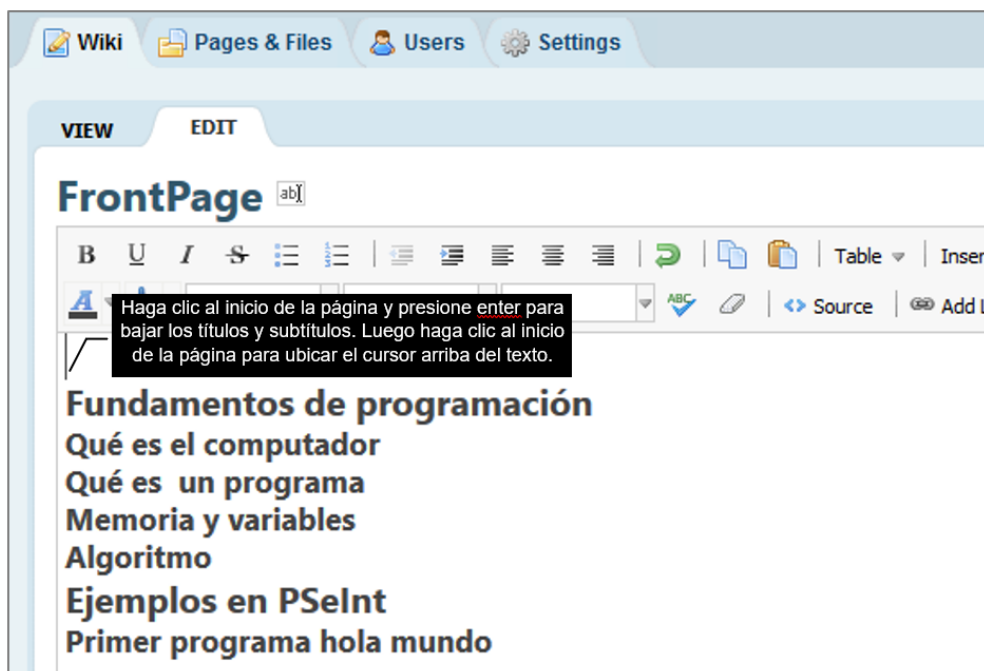 Wiki Pages & Files Users Settings
VIEW EDIT
FrontPage ab
B U I S Table
A ABC Source Add
Haga clic al inicio de la página y presione enter para
bajar los títulos y subtítulos. Luego haga clic al inicio
de la página para ubicar el cursor arriba del texto.
Fundamentos de programación
Qué es el computador
Qué es  un programa
Memoria y variables
Algoritmo
Ejemplos en PSeInt
Primer programa hola mundo